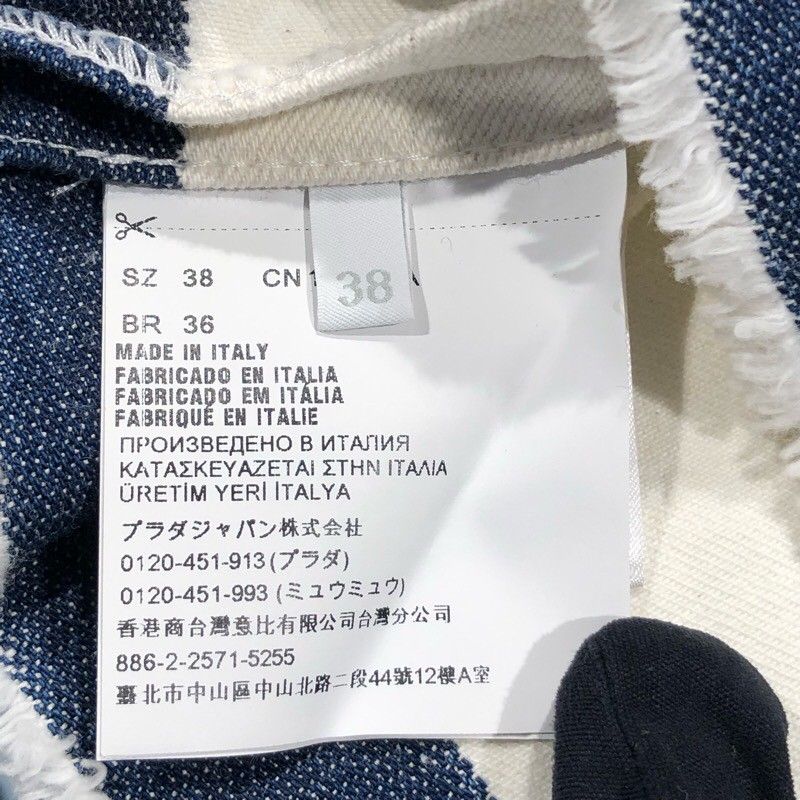 SZ 38 CN
38
BR 36
MADE IN ITALY
FABRICADO EN ITALIA
FABRICADO EM ITÁLIA
FABRIQUÉ EN ITALIE
ПРОИЗВЕДЕНО В ИТАЛИЯ
ΚΑΤΑΣΚΕΥΑΖΕΤΑΙ ΣΤΗΝ ΙΤΑΛΙΑ
ÜRETİM YERİ İTALYA
プラダジャパン株式会社
0120-451-913 (プラダ)
0120-451-993 (ミュウミュウ)
香港商台灣意比有限公司台灣分公司
886-2-2571-5255
臺北市中山區中山北路二段44號12樓A室